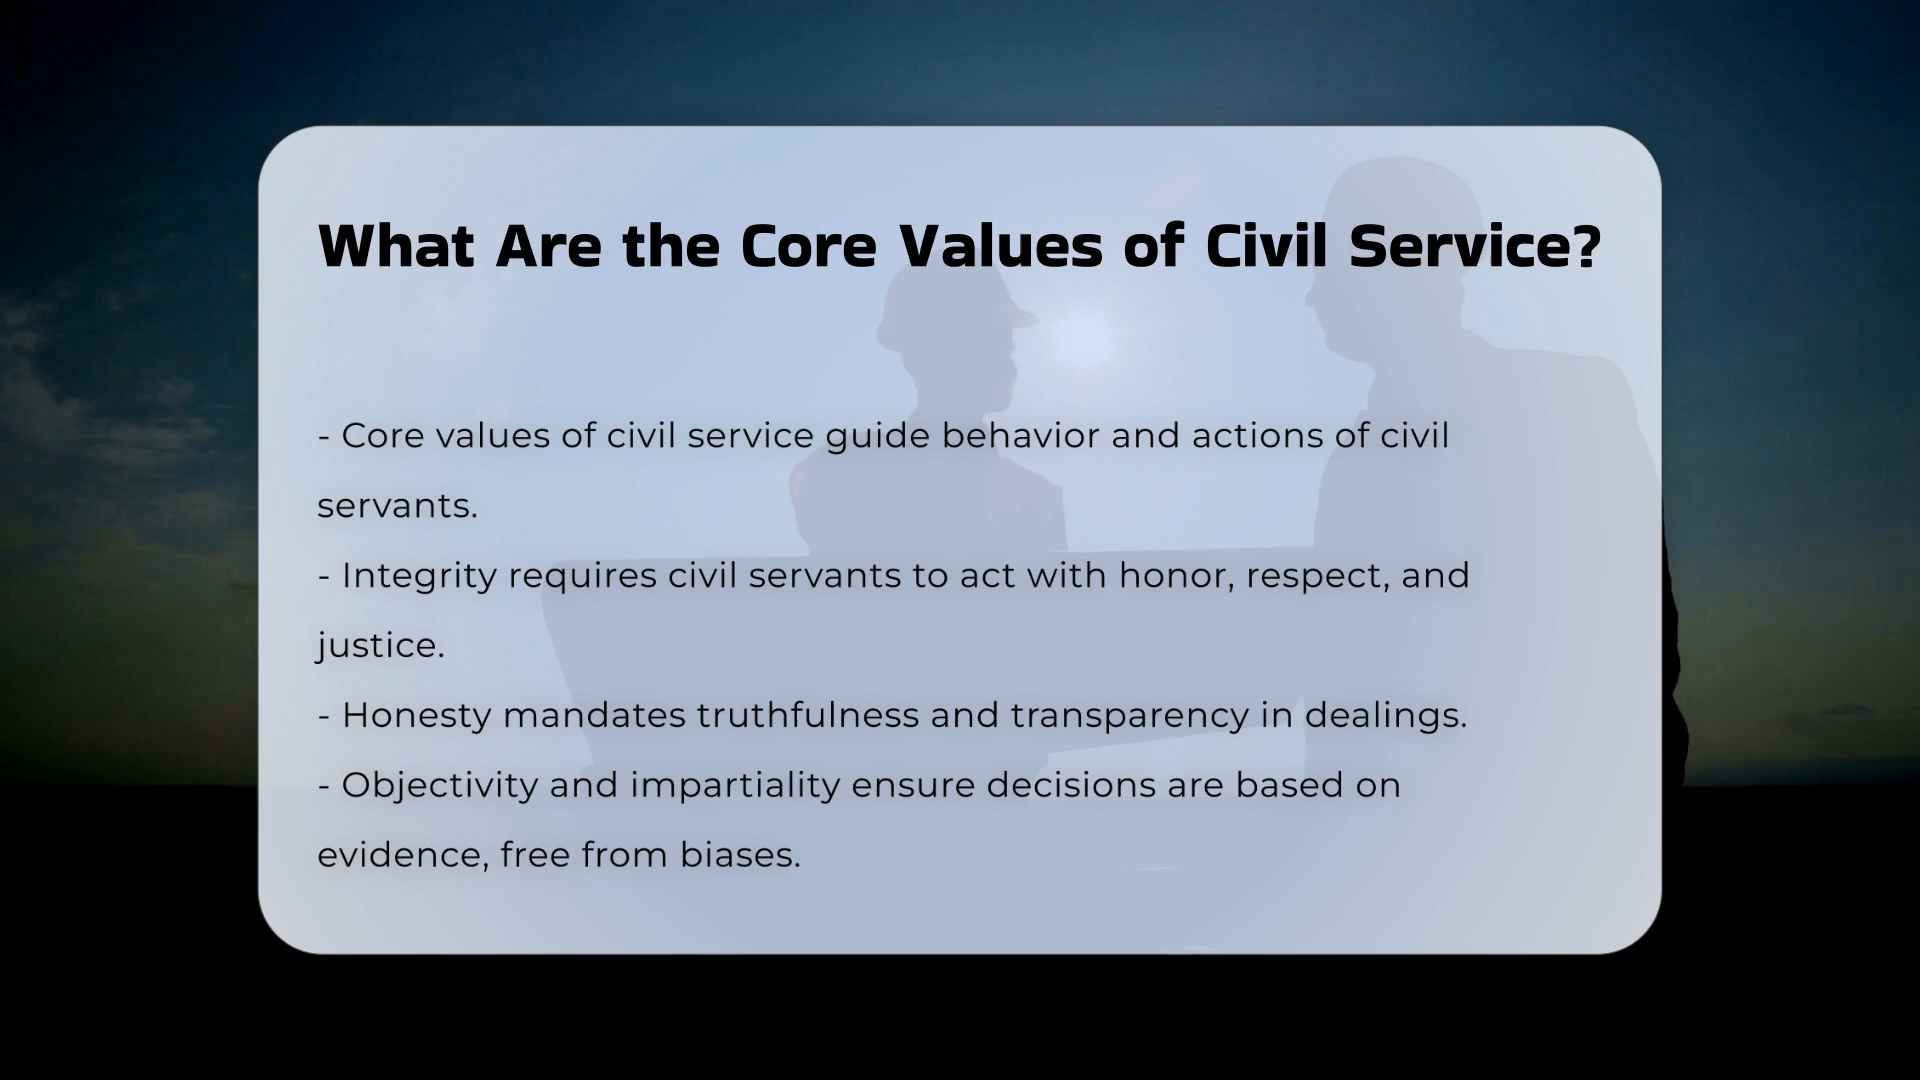 What Are the Core Values of Civil Service?
- Core values of civil service guide behavior and actions of civil
servants.
- Integrity requires civil servants to act with honor, respect, and
justice.
- Honesty mandates truthfulness and transparency in dealings.
- Objectivity and impartiality ensure decisions are based on
evidence, free from biases.